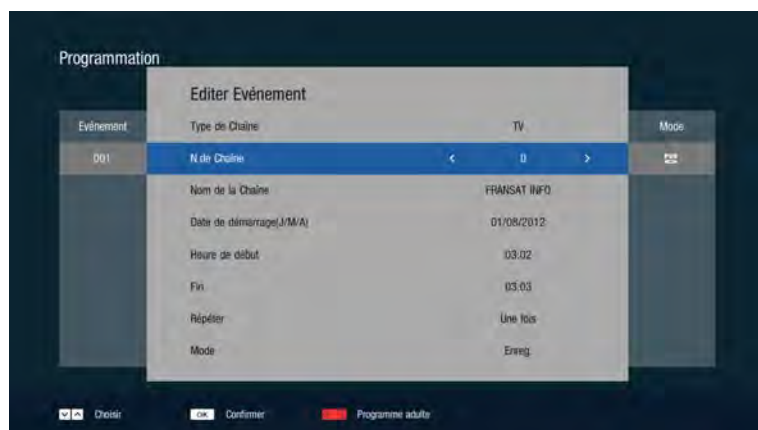 Programmation
Editer Evénement
Evénement
Mode
Type de Chaîne TV
001
N.de Chaîne < 0 >
Nom de la Chaîne FRANSAT INFO
Date de démarrage(J/M/A) 01/08/2012
Heure de début 03:02
Fin 03:03
Répéter Une fois
Mode Enreg.
Choisir
OK Confirmer
Programme adulte